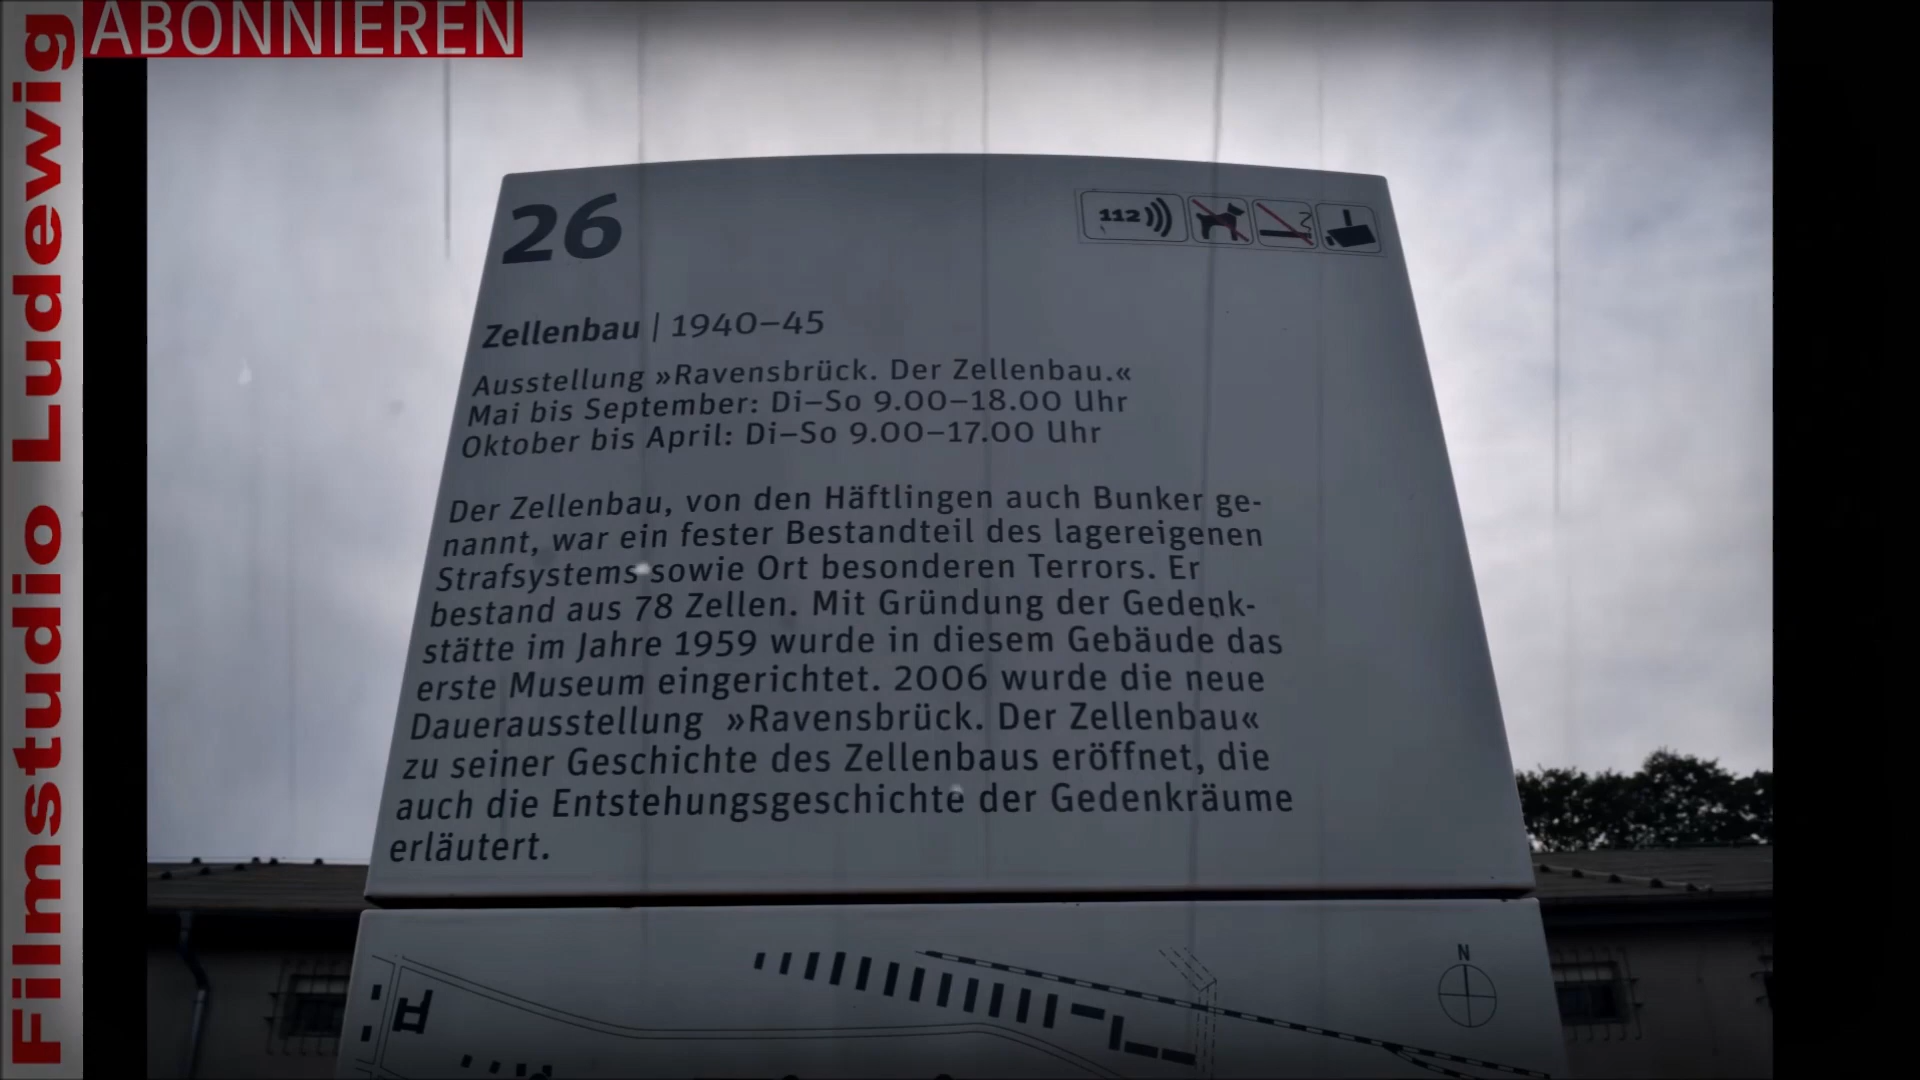 Filmstudio Ludewig
ABONNIEREN
26
112
Zellenbau | 1940–45
Ausstellung »Ravensbrück. Der Zellenbau.«
Mai bis September: Di–So 9.00–18.00 Uhr
Oktober bis April: Di–So 9.00–17.00 Uhr
Der Zellenbau, von den Häftlingen auch Bunker ge-
nannt, war ein fester Bestandteil des lagereigenen
Strafsystems sowie Ort besonderen Terrors. Er
bestand aus 78 Zellen. Mit Gründung der Gedenk-
stätte im Jahre 1959 wurde in diesem Gebäude das
erste Museum eingerichtet. 2006 wurde die neue
Dauerausstellung »Ravensbrück. Der Zellenbau«
zu seiner Geschichte des Zellenbaus eröffnet, die
auch die Entstehungsgeschichte der Gedenkräume
erläutert.
N